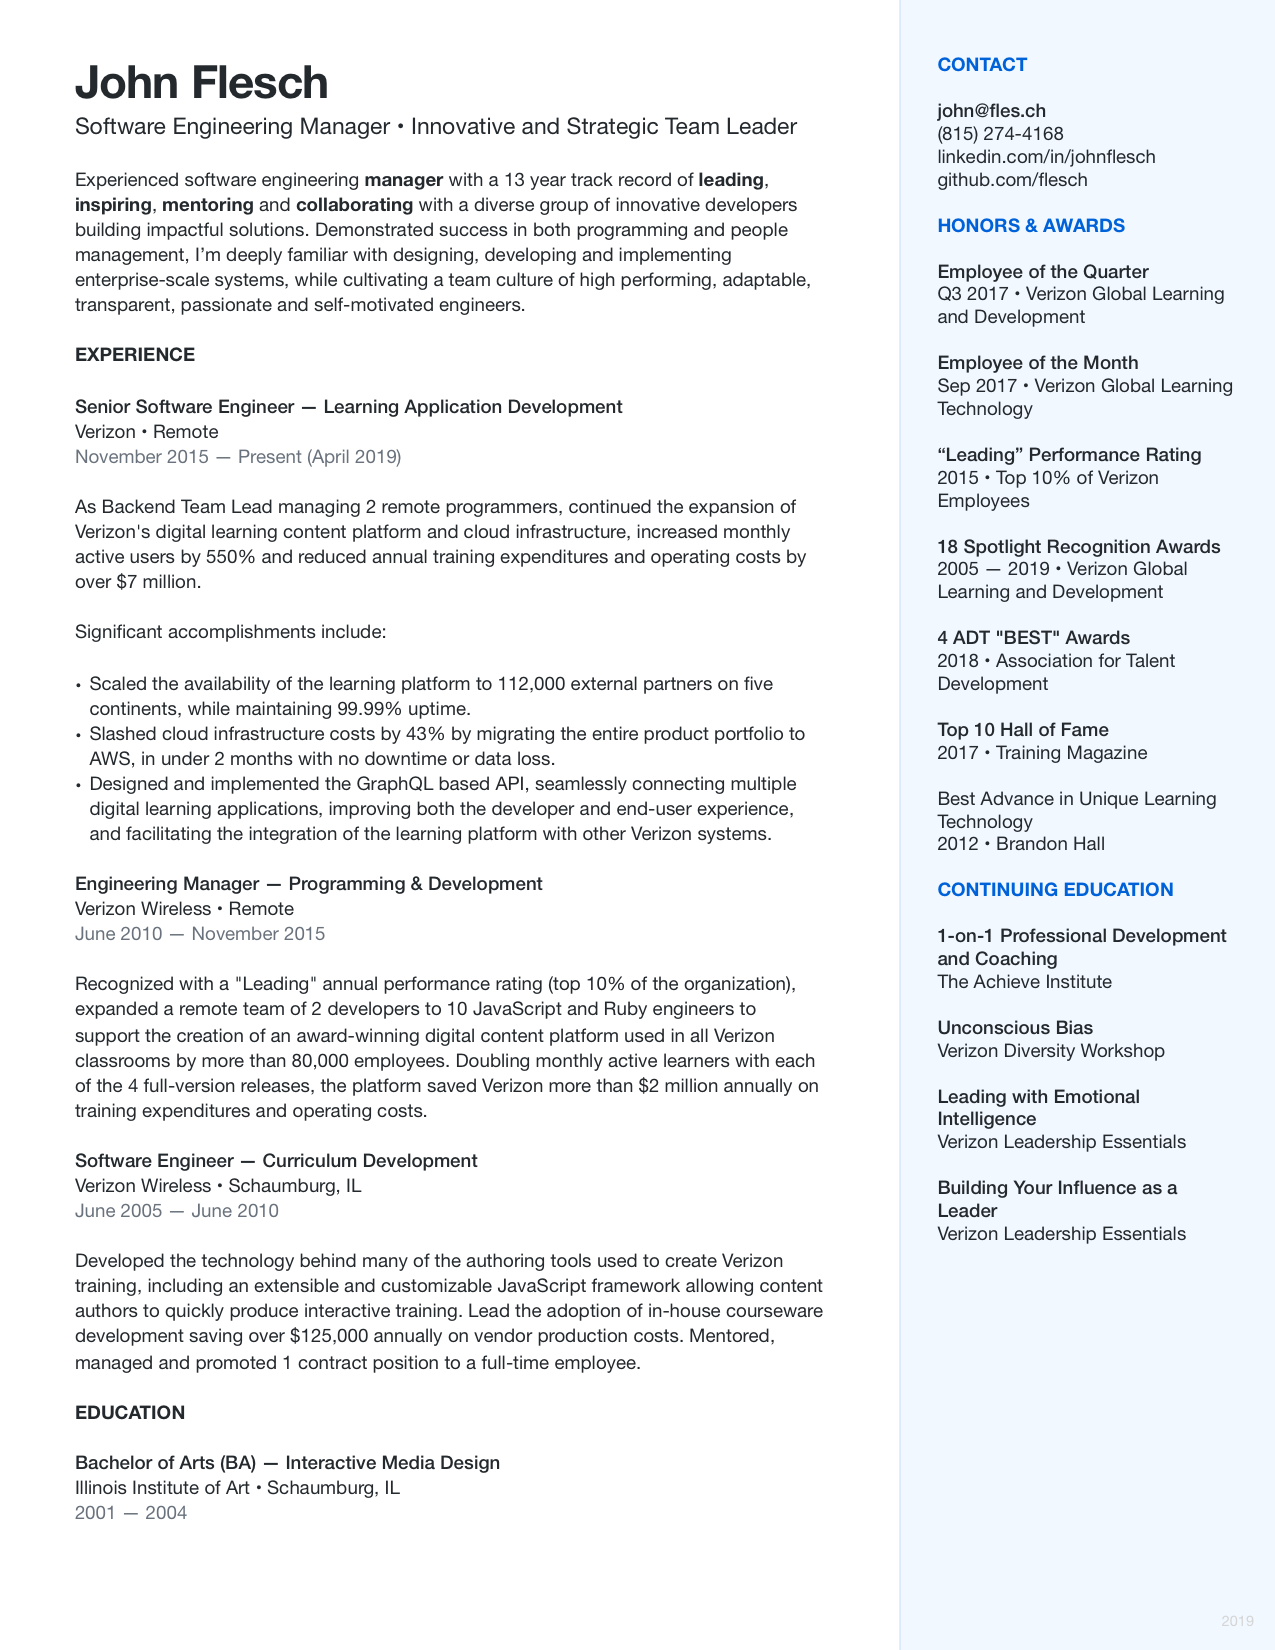 John Flesch
Software Engineering Manager • Innovative and Strategic Team Leader
Experienced software engineering manager with a 13 year track record of leading,
inspiring, mentoring and collaborating with a diverse group of innovative developers
building impactful solutions. Demonstrated success in both programming and people
management, I’m deeply familiar with designing, developing and implementing
enterprise-scale systems, while cultivating a team culture of high performing, adaptable,
transparent, passionate and self-motivated engineers.
EXPERIENCE
Senior Software Engineer — Learning Application Development
Verizon • Remote
November 2015 — Present (April 2019)
As Backend Team Lead managing 2 remote programmers, continued the expansion of
Verizon's digital learning content platform and cloud infrastructure, increased monthly
active users by 550% and reduced annual training expenditures and operating costs by
over $7 million.
Significant accomplishments include:
• Scaled the availability of the learning platform to 112,000 external partners on five
continents, while maintaining 99.99% uptime.
• Slashed cloud infrastructure costs by 43% by migrating the entire product portfolio to
AWS, in under 2 months with no downtime or data loss.
• Designed and implemented the GraphQL based API, seamlessly connecting multiple
digital learning applications, improving both the developer and end-user experience,
and facilitating the integration of the learning platform with other Verizon systems.
Engineering Manager — Programming & Development
Verizon Wireless • Remote
June 2010 — November 2015
Recognized with a "Leading" annual performance rating (top 10% of the organization),
expanded a remote team of 2 developers to 10 JavaScript and Ruby engineers to
support the creation of an award-winning digital content platform used in all Verizon
classrooms by more than 80,000 employees. Doubling monthly active learners with each
of the 4 full-version releases, the platform saved Verizon more than $2 million annually on
training expenditures and operating costs.
Software Engineer — Curriculum Development
Verizon Wireless • Schaumburg, IL
June 2005 — June 2010
Developed the technology behind many of the authoring tools used to create Verizon
training, including an extensible and customizable JavaScript framework allowing content
authors to quickly produce interactive training. Lead the adoption of in-house courseware
development saving over $125,000 annually on vendor production costs. Mentored,
managed and promoted 1 contract position to a full-time employee.
EDUCATION
Bachelor of Arts (BA) — Interactive Media Design
Illinois Institute of Art • Schaumburg, IL
2001 — 2004
CONTACT
john@fles.ch
(815) 274-4168
linkedin.com/in/johnflesch
github.com/flesch
HONORS & AWARDS
Employee of the Quarter
Q3 2017 • Verizon Global Learning
and Development
Employee of the Month
Sep 2017 • Verizon Global Learning
Technology
“Leading” Performance Rating
2015 • Top 10% of Verizon
Employees
18 Spotlight Recognition Awards
2005 — 2019 • Verizon Global
Learning and Development
4 ADT "BEST" Awards
2018 • Association for Talent
Development
Top 10 Hall of Fame
2017 • Training Magazine
Best Advance in Unique Learning
Technology
2012 • Brandon Hall
CONTINUING EDUCATION
1-on-1 Professional Development
and Coaching
The Achieve Institute
Unconscious Bias
Verizon Diversity Workshop
Leading with Emotional
Intelligence
Verizon Leadership Essentials
Building Your Influence as a
Leader
Verizon Leadership Essentials
2019